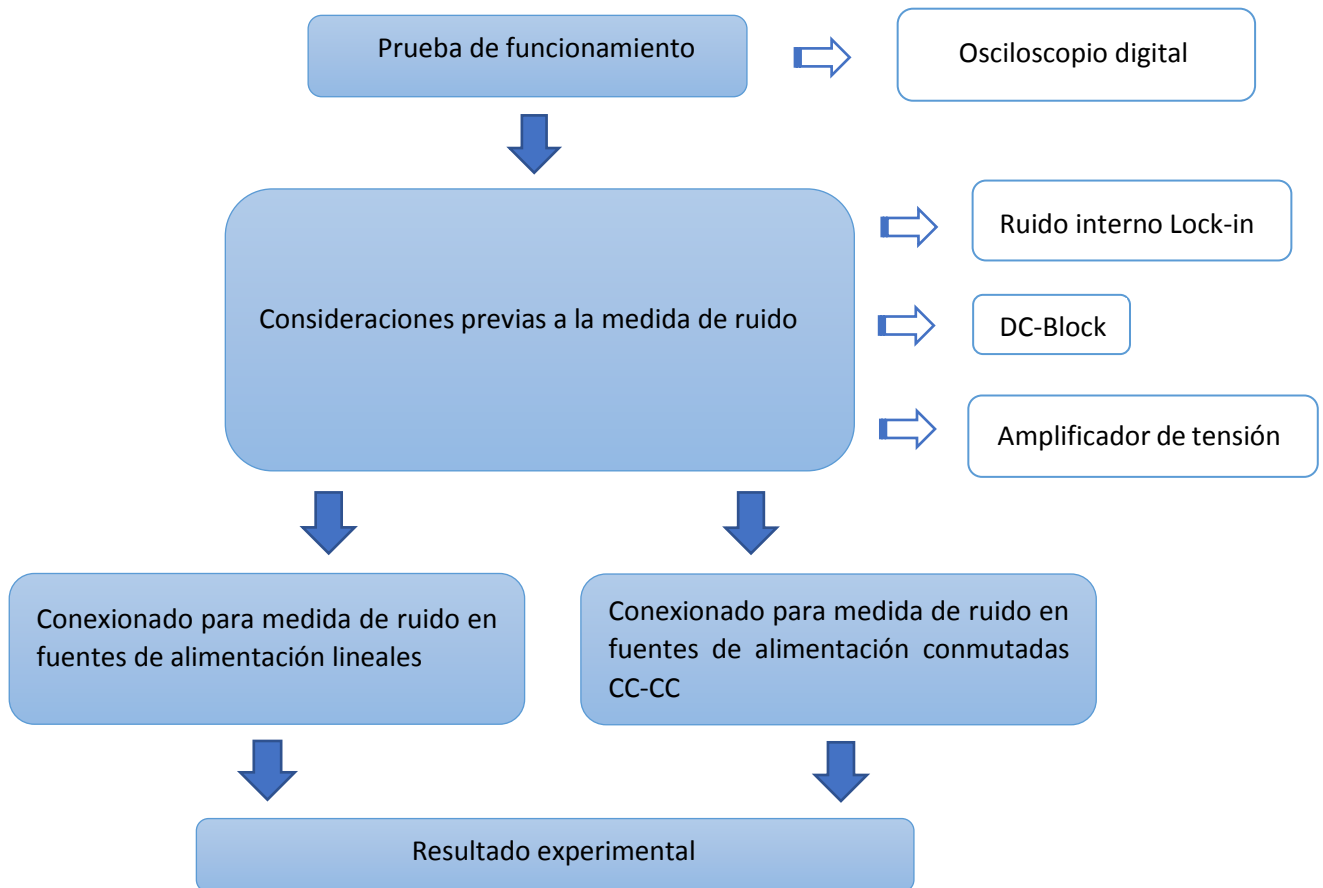 Prueba de funcionamiento
Osciloscopio digital
Ruido interno Lock-in
Consideraciones previas a la medida de ruido
DC-Block
Amplificador de tensión
Conexionado para medida de ruido en
fuentes de alimentación lineales
Conexionado para medida de ruido en
fuentes de alimentación conmutadas
CC-CC
Resultado experimental